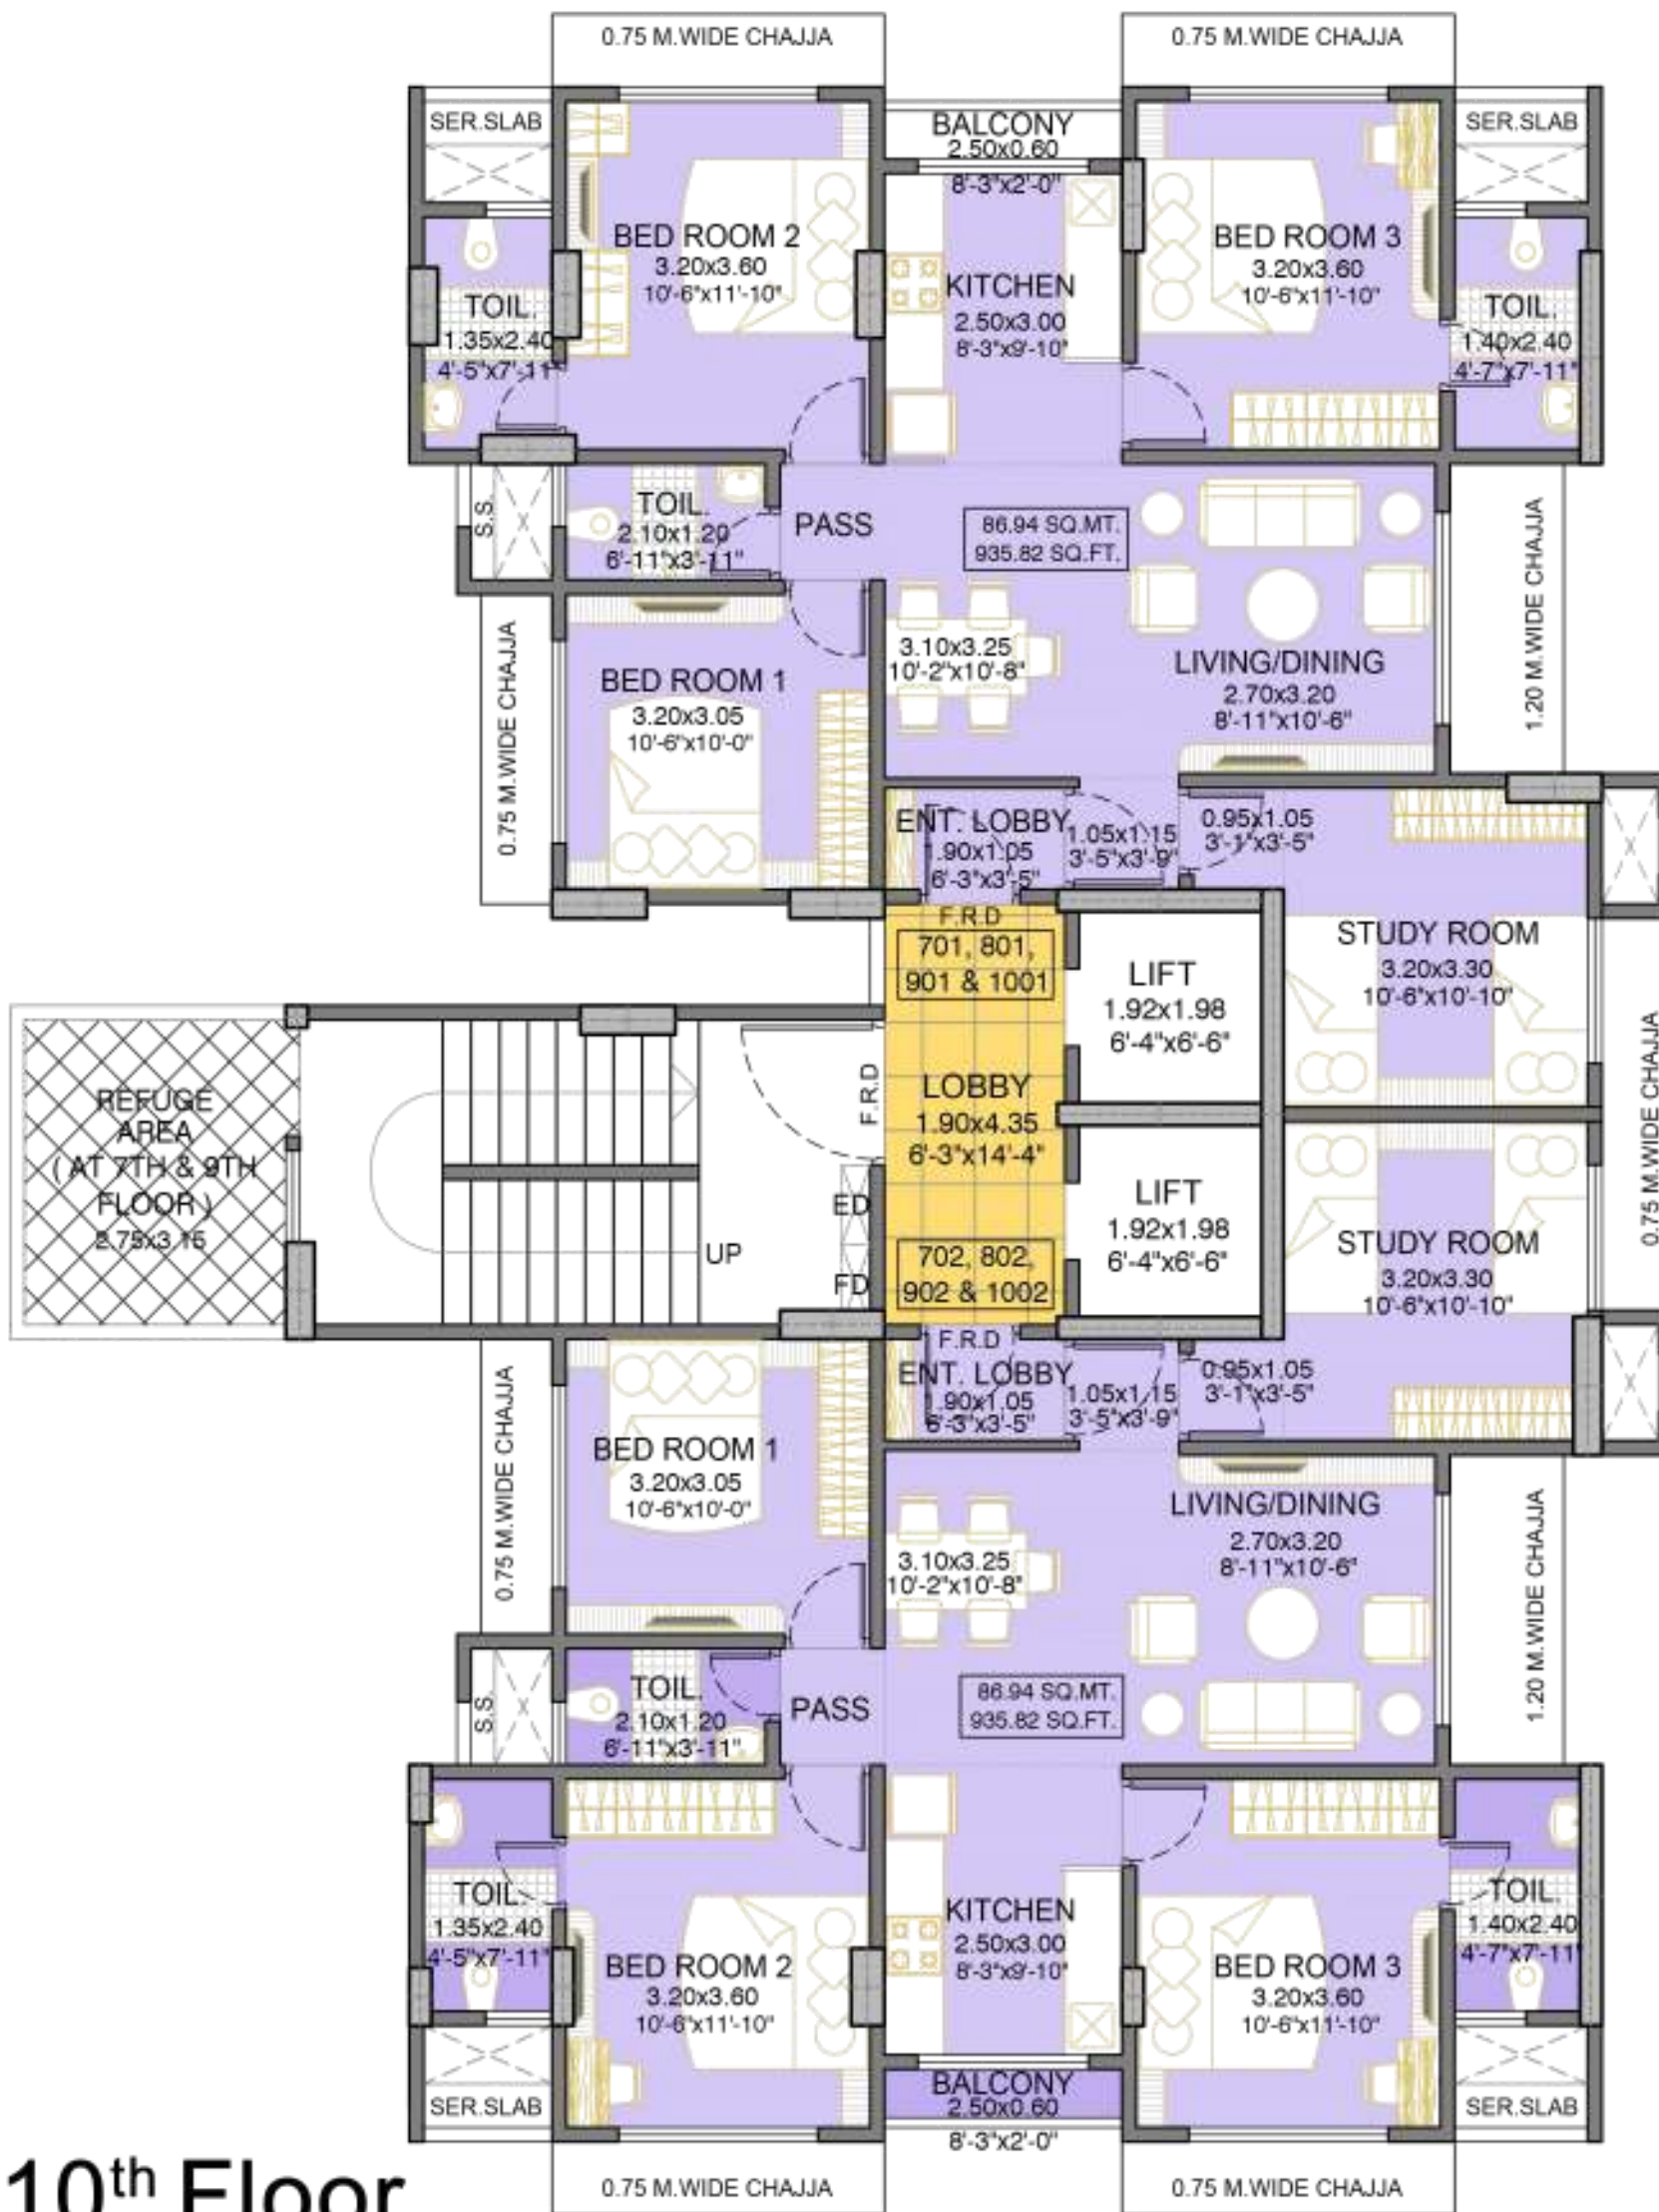 0.75 M.WIDE CHAJJA
0.75 M.WIDE CHAJJA
SER.SLAB
BALCONY
2.50x0.60
8'-3"x2'-0"
SER.SLAB
BED ROOM 2
3.20x3.60
10'-6"x11'-10"
KITCHEN
2.50x3.00
8'-3"x9'-10"
BED ROOM 3
3.20x3.60
10'-6"x11'-10"
TOIL.
1.35x2.40
4'-5"x7'-11"
TOIL.
1.40x2.40
4'-7"x7'-11"
S.S.
TOIL.
2.10x1.20
6'-11"x3'-11"
PASS
86.94 SQ.MT.
935.82 SQ.FT.
1.20 M.WIDE CHAJJA
0.75 M.WIDE CHAJJA
BED ROOM 1
3.20x3.05
10'-6"x10'-0"
3.10x3.25
10'-2"x10'-8"
LIVING/DINING
2.70x3.20
8'-11"x10'-6"
ENT. LOBBY
1.90x1.05
6'-3"x3'-5"
1.05x1.15
3'-5"x3'-9"
0.95x1.05
3'-1"x3'-5"
F.R.D
701, 801,
901 & 1001
LIFT
1.92x1.98
6'-4"x6'-6"
STUDY ROOM
3.20x3.30
10'-6"x10'-10"
0.75 M.WIDE CHAJJA
REFUGE
AREA
( AT 7TH & 9TH
FLOOR )
2.75x3.15
F.R.D
LOBBY
1.90x4.35
6'-3"x14'-4"
LIFT
1.92x1.98
6'-4"x6'-6"
STUDY ROOM
3.20x3.30
10'-6"x10'-10"
UP
ED
FD
702, 802,
902 & 1002
F.R.D
ENT. LOBBY
1.90x1.05
6'-3"x3'-5"
1.05x1.15
3'-5"x3'-9"
0.95x1.05
3'-1"x3'-5"
0.75 M.WIDE CHAJJA
BED ROOM 1
3.20x3.05
10'-6"x10'-0"
3.10x3.25
10'-2"x10'-8"
LIVING/DINING
2.70x3.20
8'-11"x10'-6"
1.20 M.WIDE CHAJJA
S.S.
TOIL.
2.10x1.20
6'-11"x3'-11"
PASS
86.94 SQ.MT.
935.82 SQ.FT.
TOIL.
1.35x2.40
4'-5"x7'-11"
BED ROOM 2
3.20x3.60
10'-6"x11'-10"
KITCHEN
2.50x3.00
8'-3"x9'-10"
BED ROOM 3
3.20x3.60
10'-6"x11'-10"
TOIL.
1.40x2.40
4'-7"x7'-11"
SER.SLAB
BALCONY
2.50x0.60
8'-3"x2'-0"
SER.SLAB
10th Floor
0.75 M.WIDE CHAJJA
0.75 M.WIDE CHAJJA